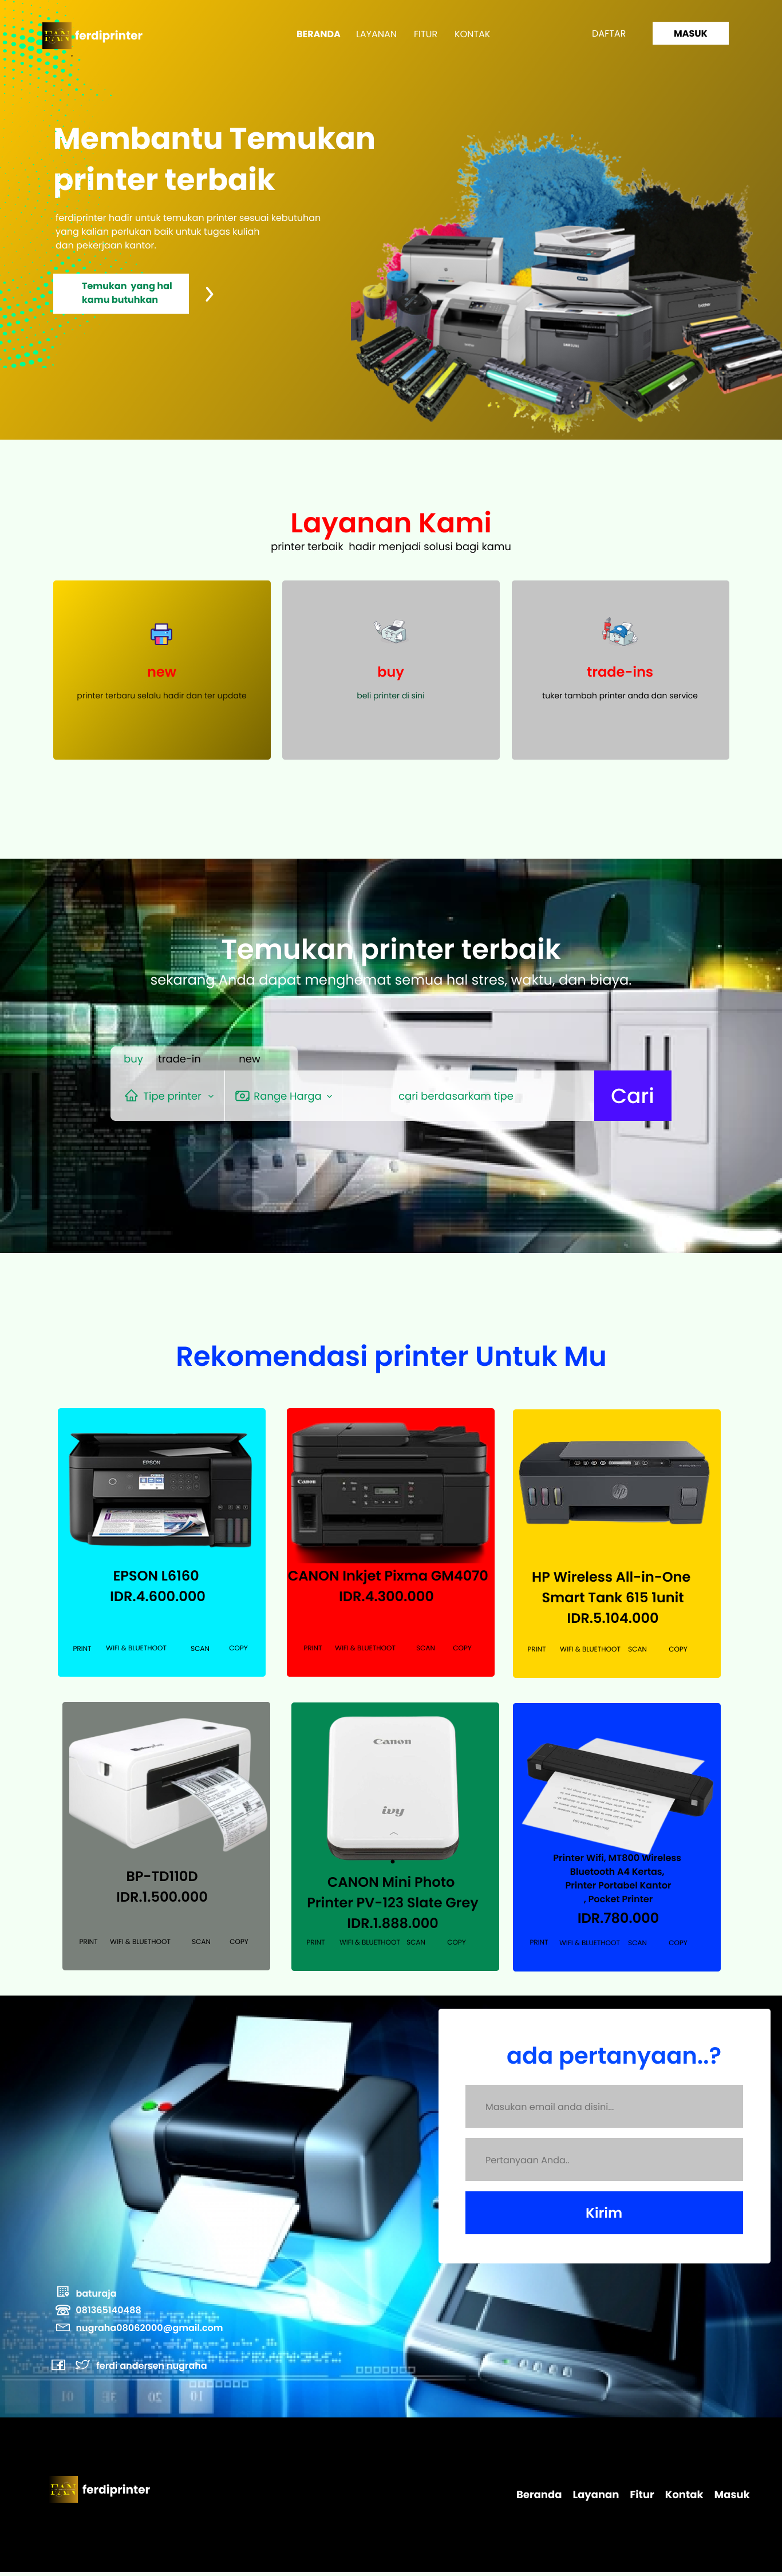 FAN ferdiprinter
BERANDA LAYANAN FITUR KONTAK
DAFTAR MASUK
Membantu Temukan
printer terbaik
ferdiprinter hadir untuk temukan printer sesuai kebutuhan
yang kalian perlukan baik untuk tugas kuliah
dan pekerjaan kantor.
Temukan yang hal
kamu butuhkan
Layanan Kami
printer terbaik hadir menjadi solusi bagi kamu
new
printer terbaru selalu hadir dan ter update
buy
beli printer di sini
trade-ins
tuker tambah printer anda dan service
Temukan printer terbaik
sekarang Anda dapat menghemat semua hal stres, waktu, dan biaya.
buy trade-in new
Tipe printer Range Harga cari berdasarkam tipe Cari
Rekomendasi printer Untuk Mu
EPSON
EPSON L6160
IDR.4.600.000
PRINT WIFI & BLUETHOOT SCAN COPY
Canon
CANON Inkjet Pixma GM4070
IDR.4.300.000
PRINT WIFI & BLUETHOOT SCAN COPY
hp
HP Wireless All-in-One
Smart Tank 615 1unit
IDR.5.104.000
PRINT WIFI & BLUETHOOT SCAN COPY
BP-TD110D
IDR.1.500.000
PRINT WIFI & BLUETHOOT SCAN COPY
Canon
ivy
CANON Mini Photo
Printer PV-123 Slate Grey
IDR.1.888.000
PRINT WIFI & BLUETHOOT SCAN COPY
Printer Wifi, MT800 Wireless
Bluetooth A4 Kertas,
Printer Portabel Kantor
, Pocket Printer
IDR.780.000
PRINT WIFI & BLUETHOOT SCAN COPY
ada pertanyaan..?
Masukan email anda disini...
Pertanyaan Anda..
Kirim
baturaja
081365140488
nugraha08062000@gmail.com
ferdi andersen nugraha
FAN ferdiprinter
Beranda Layanan Fitur Kontak Masuk